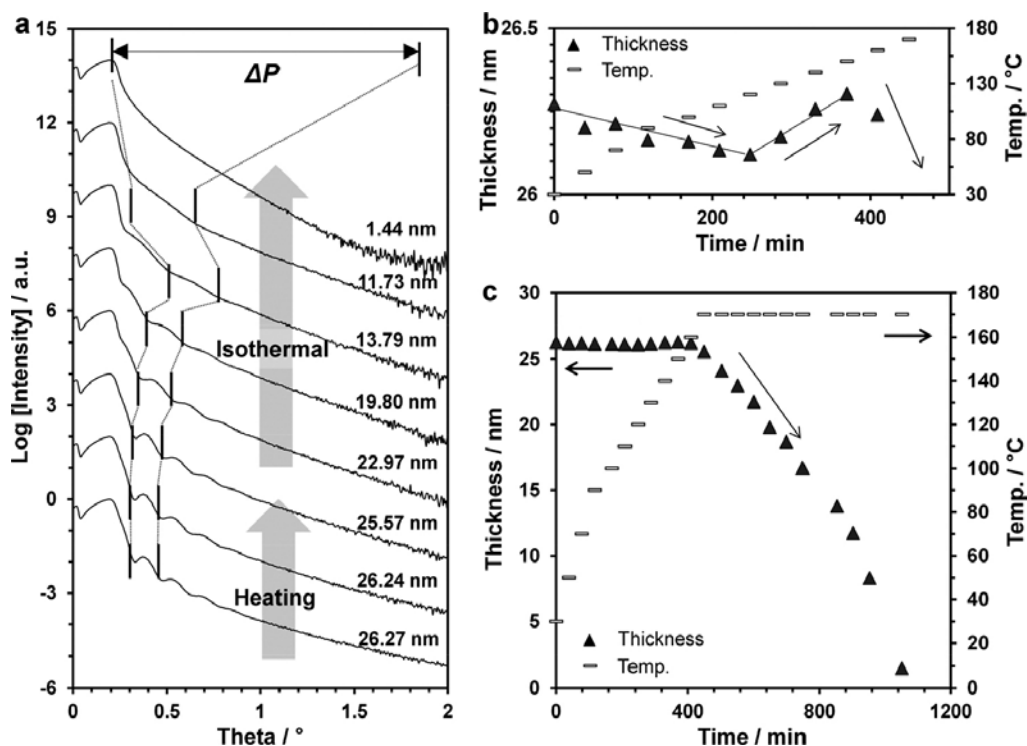 a
15
12
9
6
3
0
-3
-6
Log [Intensity] / a.u.
ΔP
1.44 nm
11.73 nm
13.79 nm
19.80 nm
22.97 nm
25.57 nm
26.24 nm
26.27 nm
Isothermal
Heating
0
0.5
1
1.5
2
Theta / °
b
26.5
26
Thickness / nm
Thickness
Temp.
180
130
80
30
Temp. / °C
0
200
400
Time / min
c
30
25
20
15
10
5
0
Thickness / nm
Thickness
Temp.
180
160
140
120
100
80
60
40
20
0
Temp. / °C
0
400
800
1200
Time / min